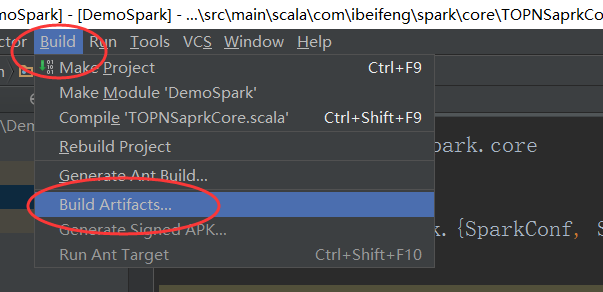 moSpark] - [DemoSpark] - ...\src\main\scala\com\ibeifeng\spark\core\TOPNSaprkCo
ctor Build Run Tools VCS Window Help
Make Project Ctrl+F9
Make Module 'DemoSpark'
Compile 'TOPNSaprkCore.scala' Ctrl+Shift+F9
Rebuild Project
park.core
Generate Ant Build...
\De
Build Artifacts...
Generate Signed APK...
k.{SparkConf, S
Run Ant Target Ctrl+Shift+F10